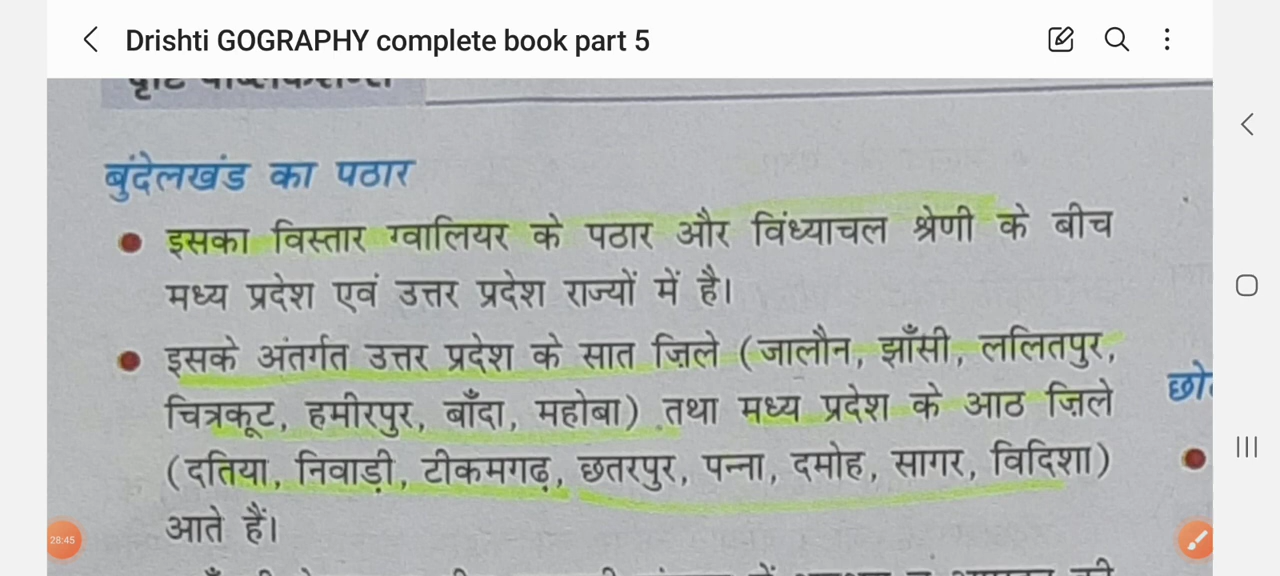 Drishti GOGRAPHY complete book part 5
बुंदेलखंड का पठार
इसका विस्तार ग्वालियर के पठार और विंध्याचल श्रेणी के बीच
मध्य प्रदेश एवं उत्तर प्रदेश राज्यों में है।
इसके अंतर्गत उत्तर प्रदेश के सात ज़िले (जालौन, झाँसी, ललितपुर,
चित्रकूट, हमीरपुर, बाँदा, महोबा) तथा मध्य प्रदेश के आठ ज़िले
(दतिया, निवाड़ी, टीकमगढ़, छतरपुर, पन्ना, दमोह, सागर, विदिशा)
आते हैं।
28:45